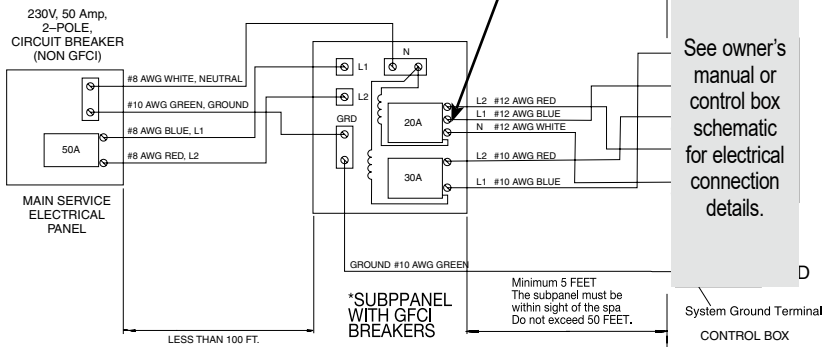 230V, 50 Amp,
2–POLE,
CIRCUIT BREAKER
(NON GFCI)
#8 AWG WHITE, NEUTRAL
#10 AWG GREEN, GROUND
#8 AWG BLUE, L1
50A
#8 AWG RED, L2
MAIN SERVICE
ELECTRICAL
PANEL
LESS THAN 100 FT.
N
L1
L2
GRD
20A
30A
L2 #12 AWG RED
L1 #12 AWG BLUE
N #12 AWG WHITE
L2 #10 AWG RED
L1 #10 AWG BLUE
GROUND #10 AWG GREEN
*SUBPPANEL
WITH GFCI
BREAKERS
Minimum 5 FEET
The subpanel must be
within sight of the spa
Do not exceed 50 FEET.
See owner's
manual or
control box
schematic
for electrical
connection
details.
D
System Ground Terminal
CONTROL BOX